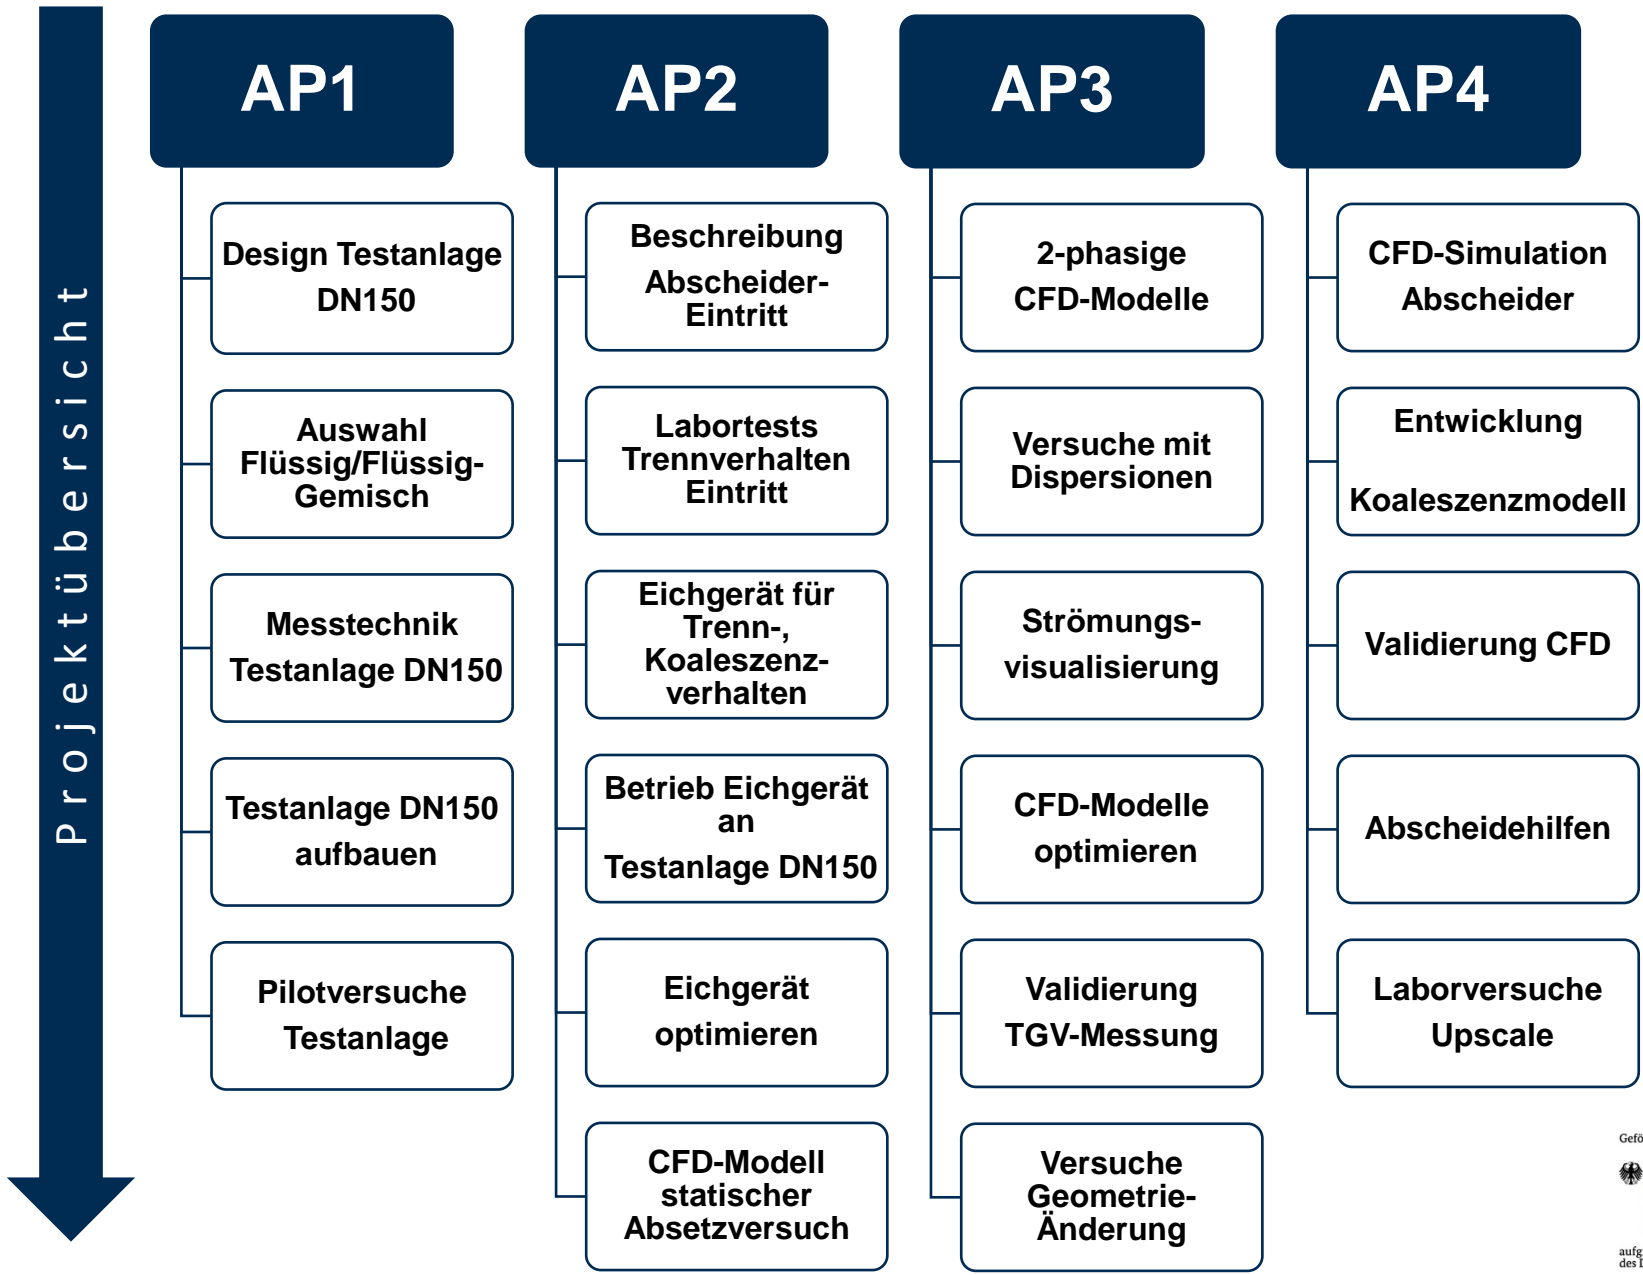 Projektübersicht
AP1
Design Testanlage
DN150
Auswahl
Flüssig/Flüssig-
Gemisch
Messtechnik
Testanlage DN150
Testanlage DN150
aufbauen
Pilotversuche
Testanlage
AP2
Beschreibung
Abscheider-
Eintritt
Labortests
Trennverhalten
Eintritt
Eichgerät für
Trenn-,
Koaleszenz-
verhalten
Betrieb Eichgerät
an
Testanlage DN150
Eichgerät
optimieren
CFD-Modell
statischer
Absetzversuch
AP3
2-phasige
CFD-Modelle
Versuche mit
Dispersionen
Strömungs-
visualisierung
CFD-Modelle
optimieren
Validierung
TGV-Messung
Versuche
Geometrie-
Änderung
AP4
CFD-Simulation
Abscheider
Entwicklung
Koaleszenzmodell
Validierung CFD
Abscheidehilfen
Laborversuche
Upscale
Gefö
aufg
des